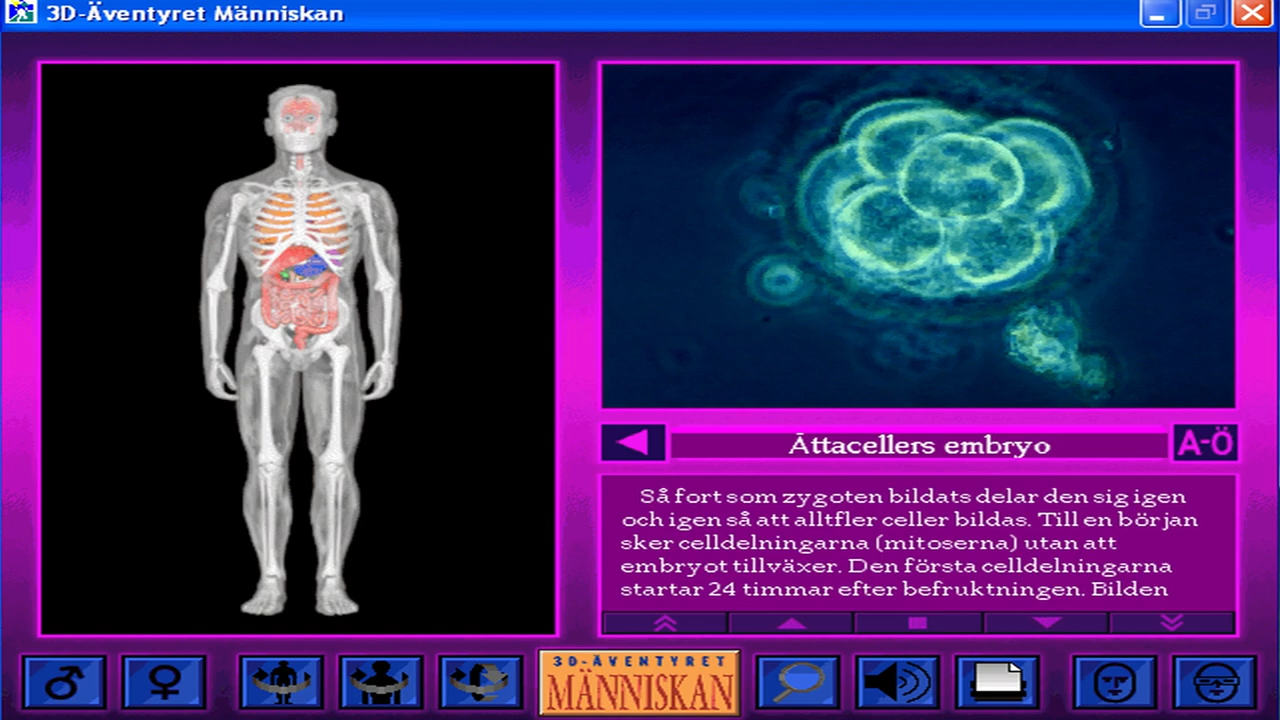 3D-Äventyret Människan
Åttacellers embryo
A-Ö
Så fort som zygoten bildats delar den sig igen
och igen så att alltfler celler bildas. Till en början
sker celldelningarna (mitoserna) utan att
embryot tillväxer. Den första celldelningarna
startar 24 timmar efter befruktningen. Bilden
3D-ÄVENTYRET
MÄNNISKAN